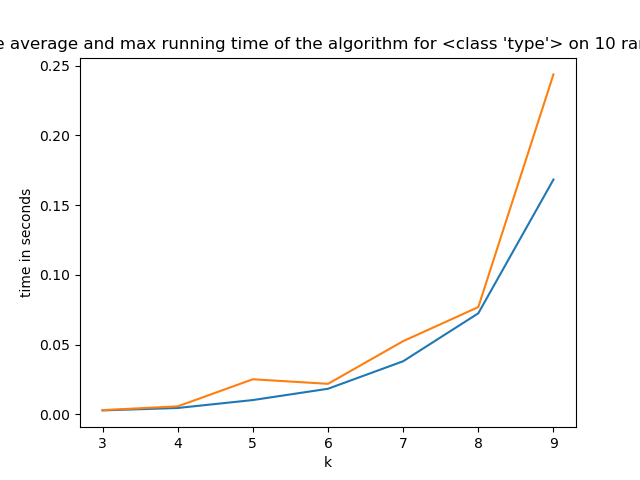 average and max running time of the algorithm for <class 'type'> on 10
0.25
0.20
0.15
0.10
0.05
0.00
time in seconds
3 4 5 6 7 8 9
k